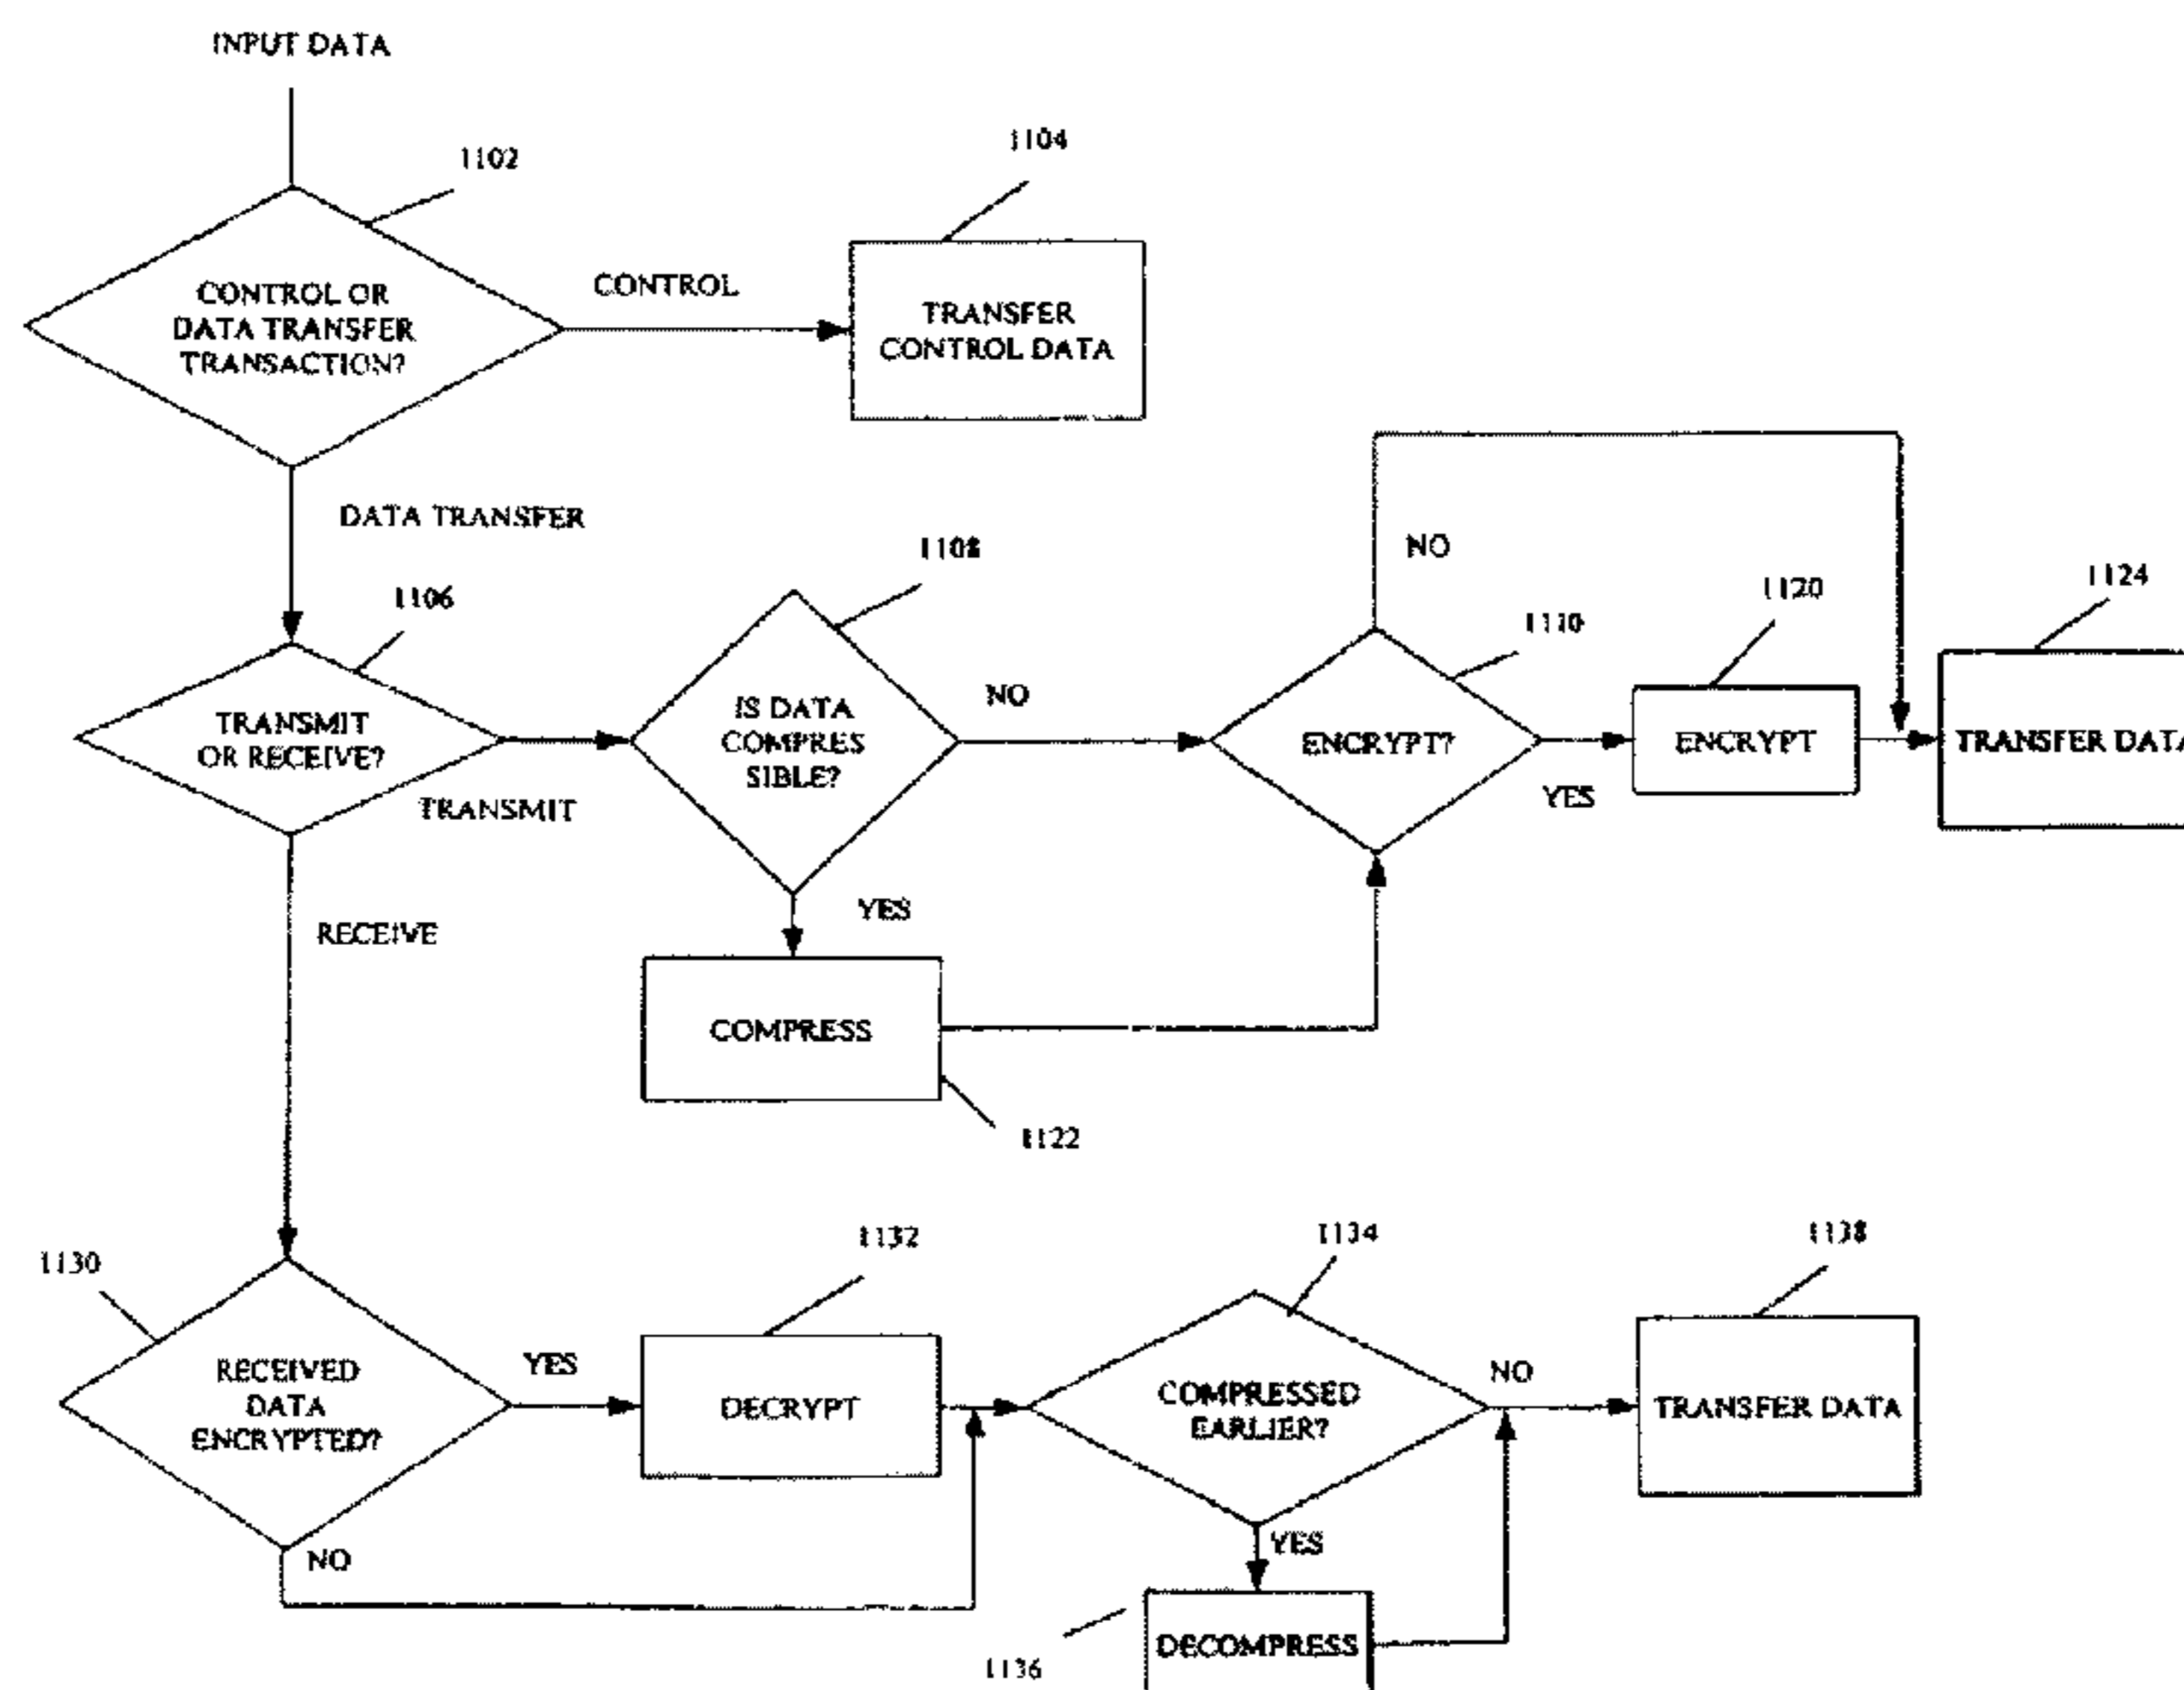 INPUT DATA
1102
1104
CONTROL OR
DATA TRANSFER
TRANSACTION?
CONTROL
TRANSFER
CONTROL DATA
DATA TRANSFER
1106
1108
NO
1110
1120
1124
TRANSMIT
OR RECEIVE?
TRANSMIT
IS DATA
COMPRES
SIBLE?
NO
ENCRYPT?
YES
ENCRYPT
TRANSFER DATA
RECEIVE
YES
COMPRESS
1122
1130
1132
1134
1138
RECEIVED
DATA
ENCRYPTED?
YES
DECRYPT
COMPRESSED
EARLIER?
NO
TRANSFER DATA
NO
YES
1136
DECOMPRESS